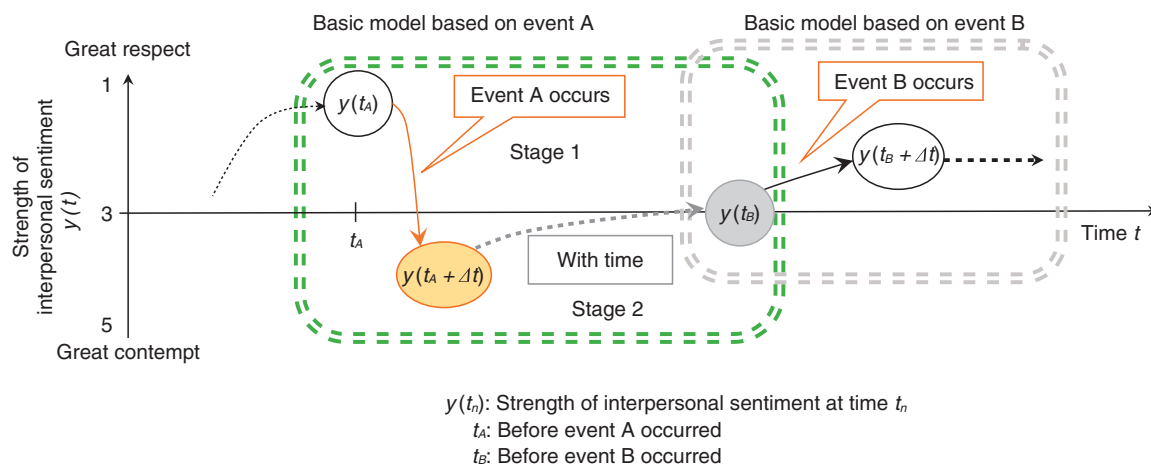 Basic model based on event A
Basic model based on event B
Great respect
1
3
5
Great contempt
Strength of
interpersonal sentiment
y(t)
y(tA)
Event A occurs
Stage 1
tA
y(tA + Δt)
With time
Stage 2
y(tB)
Event B occurs
y(tB + Δt)
Time t
y(tn): Strength of interpersonal sentiment at time tn
tA: Before event A occurred
tB: Before event B occurred